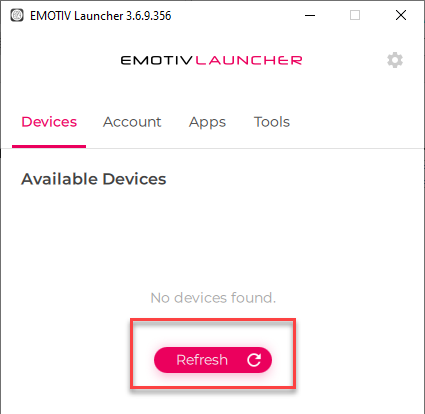 EMOTIV Launcher 3.6.9.356
EMOTIVLAUNCHER
Devices Account Apps Tools
Available Devices
No devices found.
Refresh